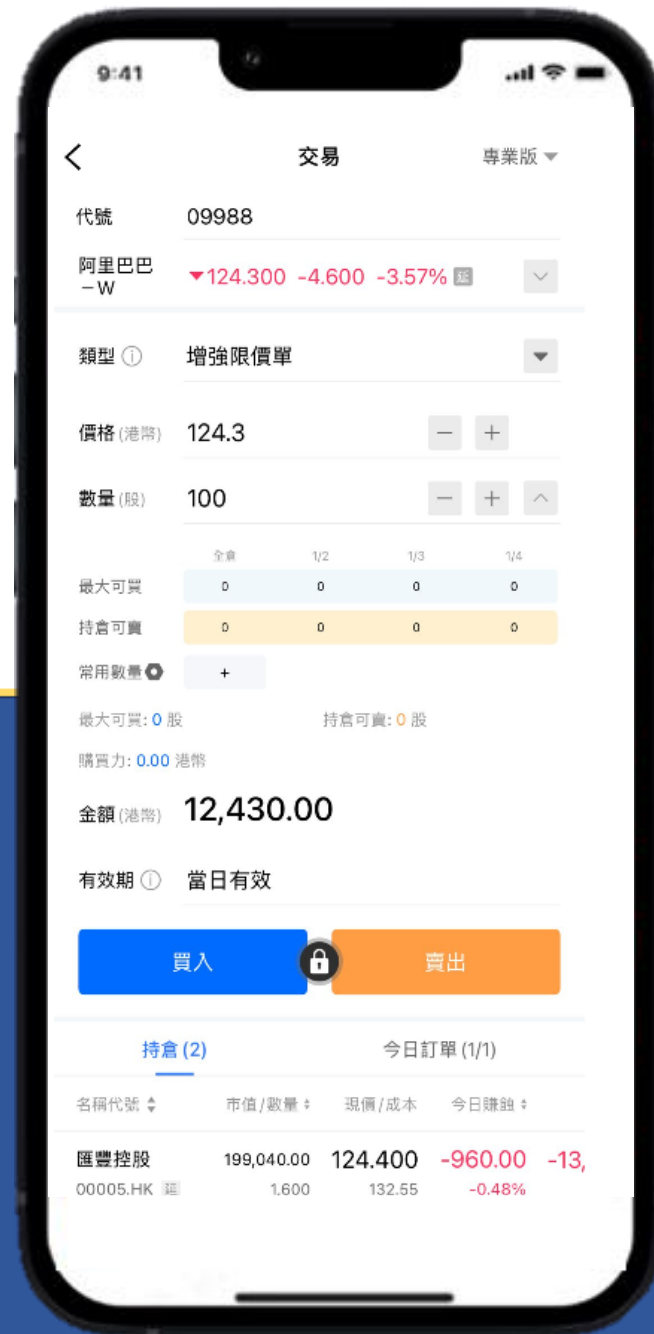 9:41
交易 專業版
代號 09988
阿里巴巴 124.300 -4.600 -3.57% 延
-W
類型 增強限價單
價格(港幣) 124.3 − +
數量(股) 100 − +
全倉 1/2 1/3 1/4
最大可買 0 0 0 0
持倉可賣 0 0 0 0
常用數量 +
最大可買: 0 股 持倉可賣: 0 股
購買力: 0.00 港幣
金額(港幣) 12,430.00
有效期 當日有效
買入 賣出
持倉 (2) 今日訂單 (1/1)
名稱代號 市值/數量 現價/成本 今日賺蝕
匯豐控股 199,040.00 124.400 -960.00 -13,
00005.HK 延 1,600 132.55 -0.48%